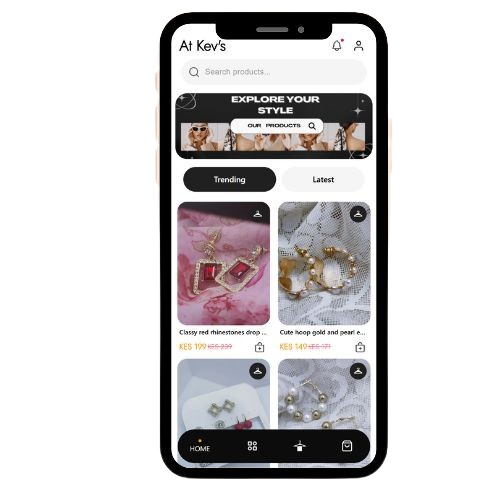 At Kev's
Search products...
EXPLORE YOUR
STYLE
OUR PRODUCTS
Trending
Latest
Classy red rhinestones drop ...
Cute hoop gold and pearl e...
KES 199 KES 239
KES 149 KES 171
HOME